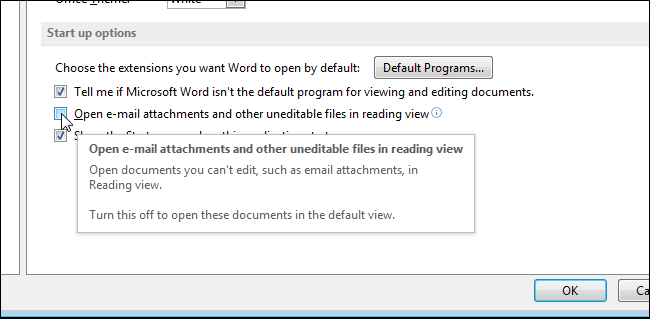 Office Theme:
White
Start up options
Choose the extensions you want Word to open by default: Default Programs...
Tell me if Microsoft Word isn't the default program for viewing and editing documents.
Open e-mail attachments and other uneditable files in reading view
Open e-mail attachments and other uneditable files in reading view
Open documents you can't edit, such as email attachments, in
Reading view.
Turn this off to open these documents in the default view.
OK Ca